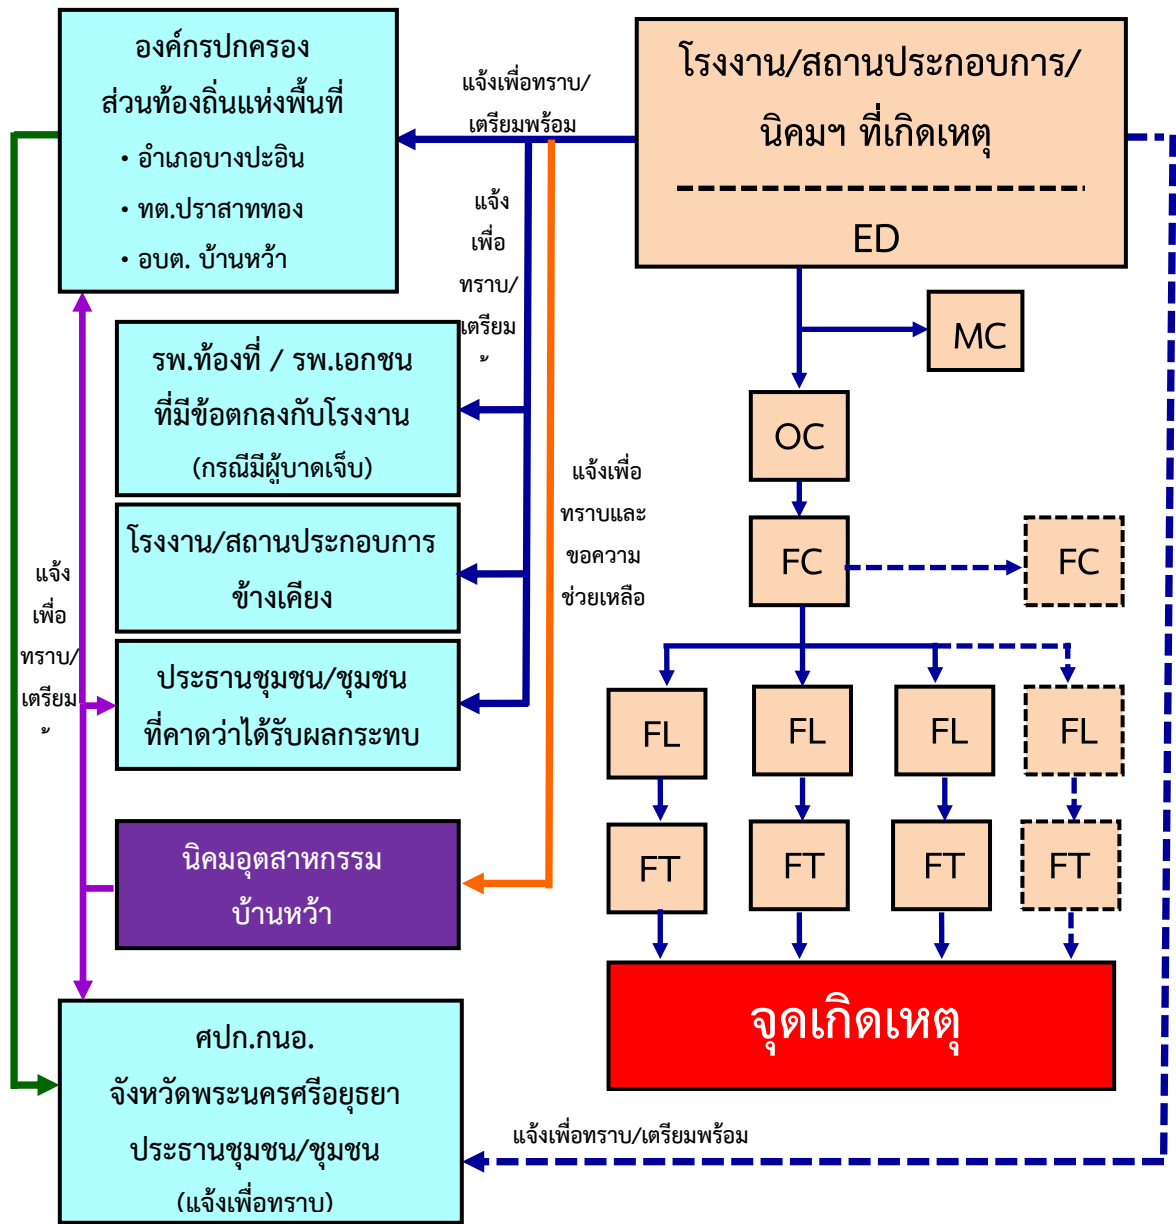 องค์กรปกครอง
ส่วนท้องถิ่นแห่งพื้นที่
• อำเภอบางปะอิน
• ทต.ปราสาททอง
• อบต. บ้านหว้า
แจ้งเพื่อทราบ/
เตรียมพร้อม
โรงงาน/สถานประกอบการ/
นิคมฯ ที่เกิดเหตุ
ED
แจ้ง
เพื่อ
ทราบ/
เตรียม
MC
OC
รพ.ท้องที่ / รพ.เอกชน
ที่มีข้อตกลงกับโรงงาน
(กรณีมีผู้บาดเจ็บ)
แจ้งเพื่อ
ทราบและ
ขอความ
ช่วยเหลือ
โรงงาน/สถานประกอบการ
ข้างเคียง
FC
FC
แจ้ง
เพื่อ
ทราบ/
เตรียม
ประธานชุมชน/ชุมชน
ที่คาดว่าได้รับผลกระทบ
FL
FL
FL
FL
นิคมอุตสาหกรรม
บ้านหว้า
FT
FT
FT
FT
จุดเกิดเหตุ
ศปก.กนอ.
จังหวัดพระนครศรีอยุธยา
ประธานชุมชน/ชุมชน
(แจ้งเพื่อทราบ)
แจ้งเพื่อทราบ/เตรียมพร้อม